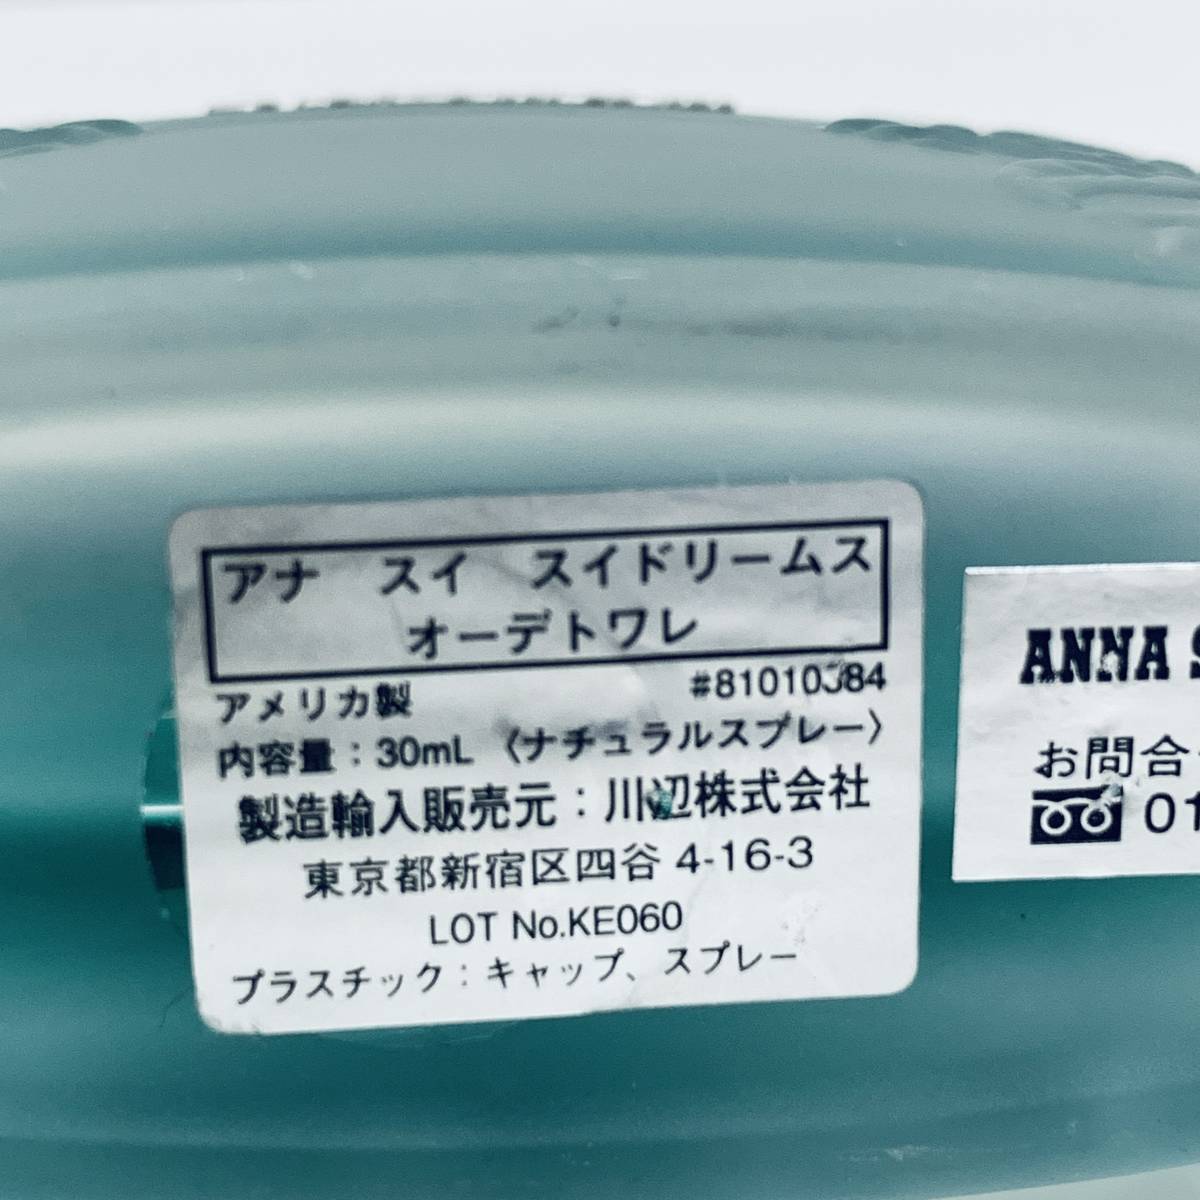 アナ スイ スイドリームス
オーデトワレ
アメリカ製 #81010384
内容量：30mL 〈ナチュラルスプレー〉
製造輸入販売元：川辺株式会社
東京都新宿区四谷 4-16-3
LOT No.KE060
プラスチック：キャップ、スプレー
ANNA S
お問合
01